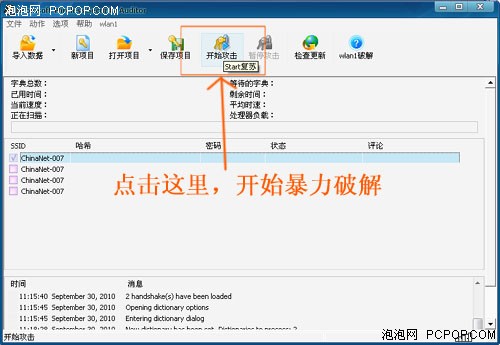 泡泡网 PCPOP.COM
Auditor
文件 动作 选项 帮助 wlan1
导入数据 新项目 打开项目 保存项目 开始攻击 暂停攻击 检查更新 wlan1破解
Start复苏
字典总数： 等待的字典：
已用时间： 剩余时间：
当前速度： 平均时速：
正在扫描： 处理器负载：
SSID 哈希 密码 状态 评论
ChinaNet-007
ChinaNet-007
ChinaNet-007
ChinaNet-007
点击这里，开始暴力破解
时间 消息
11:15:40 September 30, 2010 2 handshake(s) have been loaded
11:15:45 September 30, 2010 Opening dictionary options
11:15:45 September 30, 2010 Entering dictionary dialog
11:18:28 September 30, 2010 New dictionary has been set. Dictionaries to process: 2
开始攻击
泡泡网 PCPOP.COM